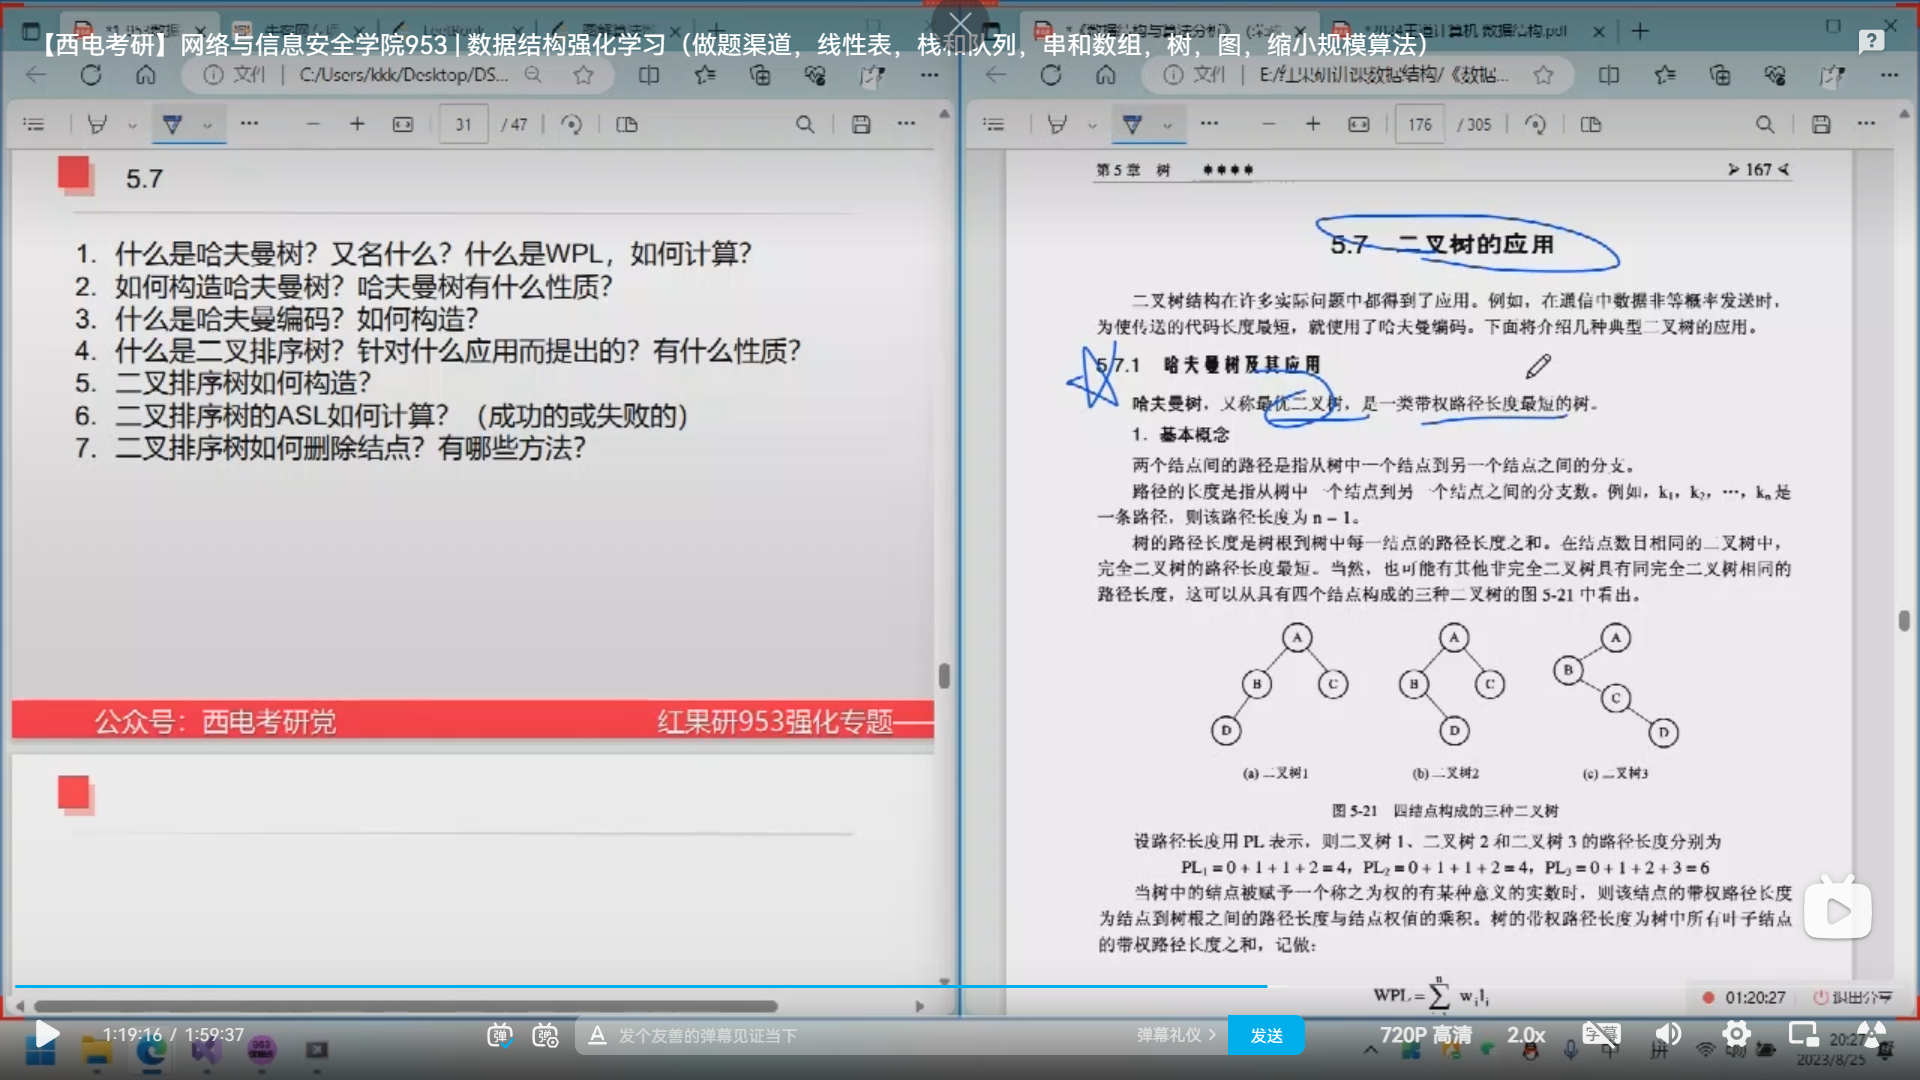 【西电考研】网络与信息安全学院953 | 数据结构强化学习（做题渠道，线性表，栈和队列，串和数组，树，图，缩小规模算法）
文件 | C:/Users/kkk/Desktop/DS...
31 / 47
5.7
1. 什么是哈夫曼树？又名什么？什么是WPL，如何计算？
2. 如何构造哈夫曼树？哈夫曼树有什么性质？
3. 什么是哈夫曼编码？如何构造？
4. 什么是二叉排序树？针对什么应用而提出的？有什么性质？
5. 二叉排序树如何构造？
6. 二叉排序树的ASL如何计算？（成功的或失败的）
7. 二叉排序树如何删除结点？有哪些方法？
公众号：西电考研党
红果研953强化专题——
文件 | E:/红果研训课数据结构/《数据...
176 / 305
第5章 树
167
5.7 二叉树的应用
二叉树结构在许多实际问题中都得到了应用。例如，在通信中数据非等概率发送时，
为使传送的代码长度最短，就使用了哈夫曼编码。下面将介绍几种典型二叉树的应用。
5.7.1 哈夫曼树及其应用
哈夫曼树，又称最优二叉树，是一类带权路径长度最短的树。
1. 基本概念
两个结点间的路径是指从树中一个结点到另一个结点之间的分支。
路径的长度是指从树中一个结点到另一个结点之间的分支数。例如，k₁，k₂，…，kₙ是
一条路径，则该路径长度为 n－1。
树的路径长度是树根到树中每一结点的路径长度之和。在结点数目相同的二叉树中，
完全二叉树的路径长度最短。当然，也可能有其他非完全二叉树具有同完全二叉树相同的
路径长度，这可以从具有四个结点构成的三种二叉树的图 5-21 中看出。
A A A
B C B C B C
D D D
(a) 二叉树1 (b) 二叉树2 (c) 二叉树3
图 5-21 四结点构成的三种二叉树
设路径长度用 PL 表示，则二叉树 1、二叉树 2 和二叉树 3 的路径长度分别为
PL₁＝0＋1＋1＋2＝4，PL₂＝0＋1＋1＋2＝4，PL₃＝0＋1＋2＋3＝6
当树中的结点被赋予一个称之为权的有某种意义的实数时，则该结点的带权路径长度
为结点到树根之间的路径长度与结点权值的乘积。树的带权路径长度为树中所有叶子结点
的带权路径长度之和，记做：
WPL＝∑ⁿ wᵢlᵢ
01:20:27 退出分享
1:19:16 / 1:59:37
弹 弹
A 发个友善的弹幕见证当下
弹幕礼仪 >
发送
720P 高清
2.0x
字幕
中 拼
20:27
2023/8/25